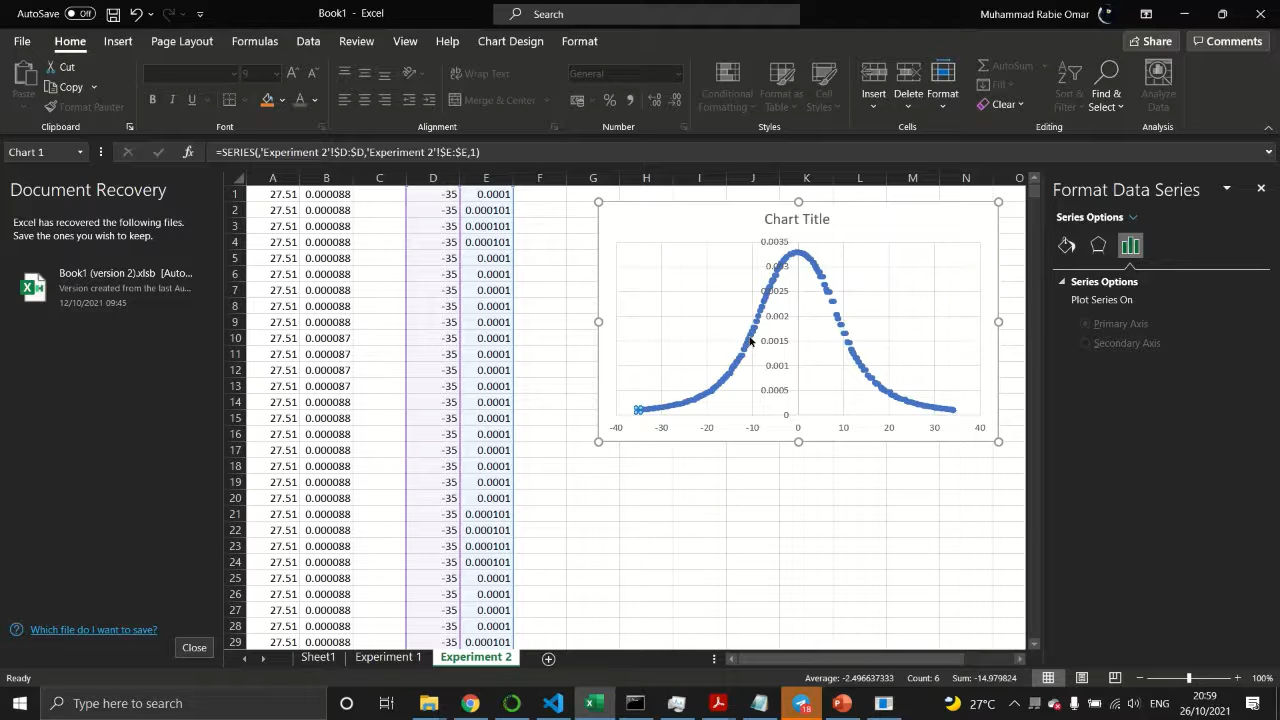 AutoSave Off Book1 - Excel Search Muhammad Rabie Omar
File Home Insert Page Layout Formulas Data Review View Help Chart Design Format Share Comments
Paste Cut Copy Format Painter Clipboard
9 B I U A Font
Wrap Text Merge & Center Alignment
General % Number
Conditional Formatting Format as Table Cell Styles Styles
Insert Delete Format Cells
AutoSum Fill Clear Sort & Filter Find & Select Analyze Data Analysis
Chart 1 fx =SERIES(,'Experiment 2'!$D:$D,'Experiment 2'!$E:$E,1)
Document Recovery
Excel has recovered the following files.
Save the ones you wish to keep.
Book1 (version 2).xlsb [Auto...
Version created from the last Au...
12/10/2021 09:45
Which file do I want to save?
Close
A B C D E F G H I J K L M N O
1 27.51 0.000088 -35 0.0001
2 27.51 0.000088 -35 0.000101
3 27.51 0.000088 -35 0.000101
4 27.51 0.000088 -35 0.000101
5 27.51 0.000088 -35 0.0001
6 27.51 0.000088 -35 0.0001
7 27.51 0.000088 -35 0.0001
8 27.51 0.000088 -35 0.0001
9 27.51 0.000088 -35 0.0001
10 27.51 0.000087 -35 0.0001
11 27.51 0.000087 -35 0.0001
12 27.51 0.000087 -35 0.0001
13 27.51 0.000087 -35 0.0001
14 27.51 0.000088 -35 0.0001
15 27.51 0.000088 -35 0.0001
16 27.51 0.000088 -35 0.0001
17 27.51 0.000088 -35 0.0001
18 27.51 0.000088 -35 0.0001
19 27.51 0.000088 -35 0.0001
20 27.51 0.000088 -35 0.0001
21 27.51 0.000088 -35 0.000101
22 27.51 0.000088 -35 0.000101
23 27.51 0.000088 -35 0.000101
24 27.51 0.000088 -35 0.000101
25 27.51 0.000088 -35 0.0001
26 27.51 0.000088 -35 0.0001
27 27.51 0.000088 -35 0.0001
28 27.51 0.000088 -35 0.0001
29 27.51 0.000088 -35 0.000101
Chart Title
0.0035
0.003
0.0025
0.002
0.0015
0.001
0.0005
0
-40 -30 -20 -10 0 10 20 30 40
Format Data Series
Series Options
Series Options
Plot Series On
Primary Axis
Secondary Axis
Sheet1 Experiment 1 Experiment 2
Ready Average: -2.496637333 Count: 6 Sum: -14.979824 100%
Type here to search 18 27°C ENG 20:59
26/10/2021